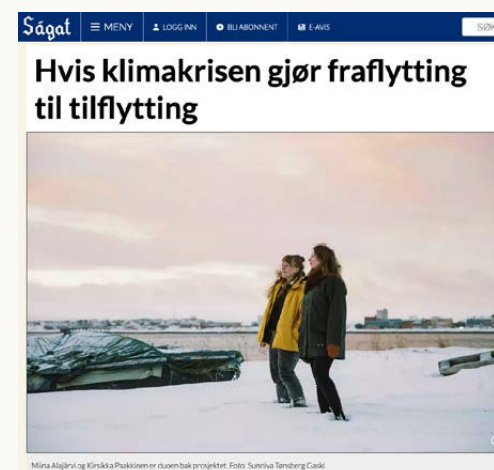 Ságat MENY LOGG INN BLI ABONNENT E-AVIS SØK
Hvis klimakrisen gjør fraflytting
til tilflytting
Miina Alajärvi og Kirsikka Paakkinen er duoen bak prosjektet. Foto: Sunniva Tønsberg Gaski